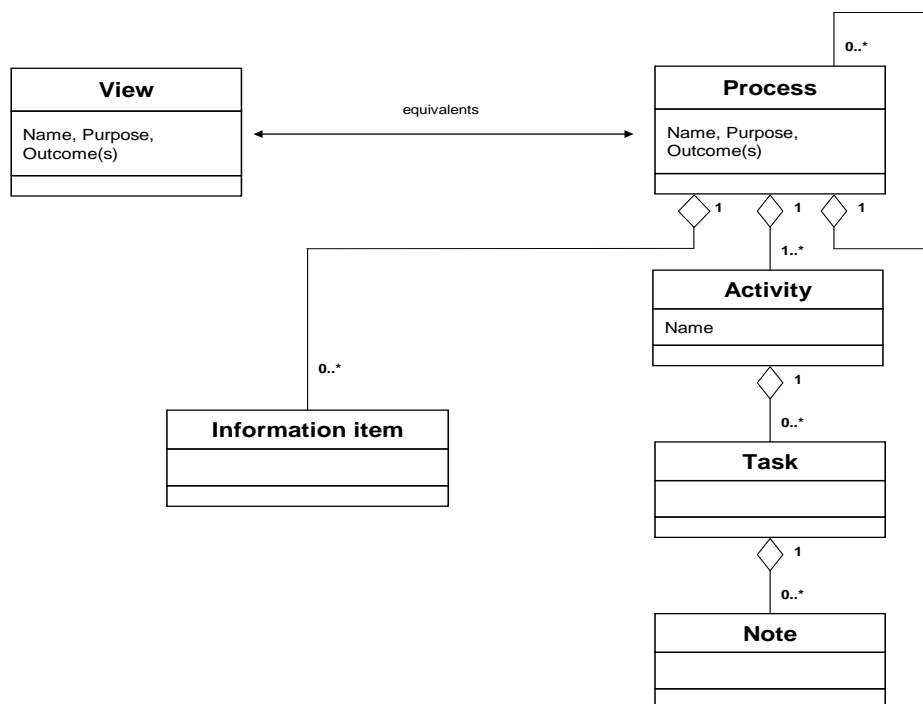 0..*
View
Process
equivalents
Name, Purpose,
Outcome(s)
Name, Purpose,
Outcome(s)
1
1
1
1..*
Activity
Name
0..*
1
Information item
0..*
Task
1
0..*
Note